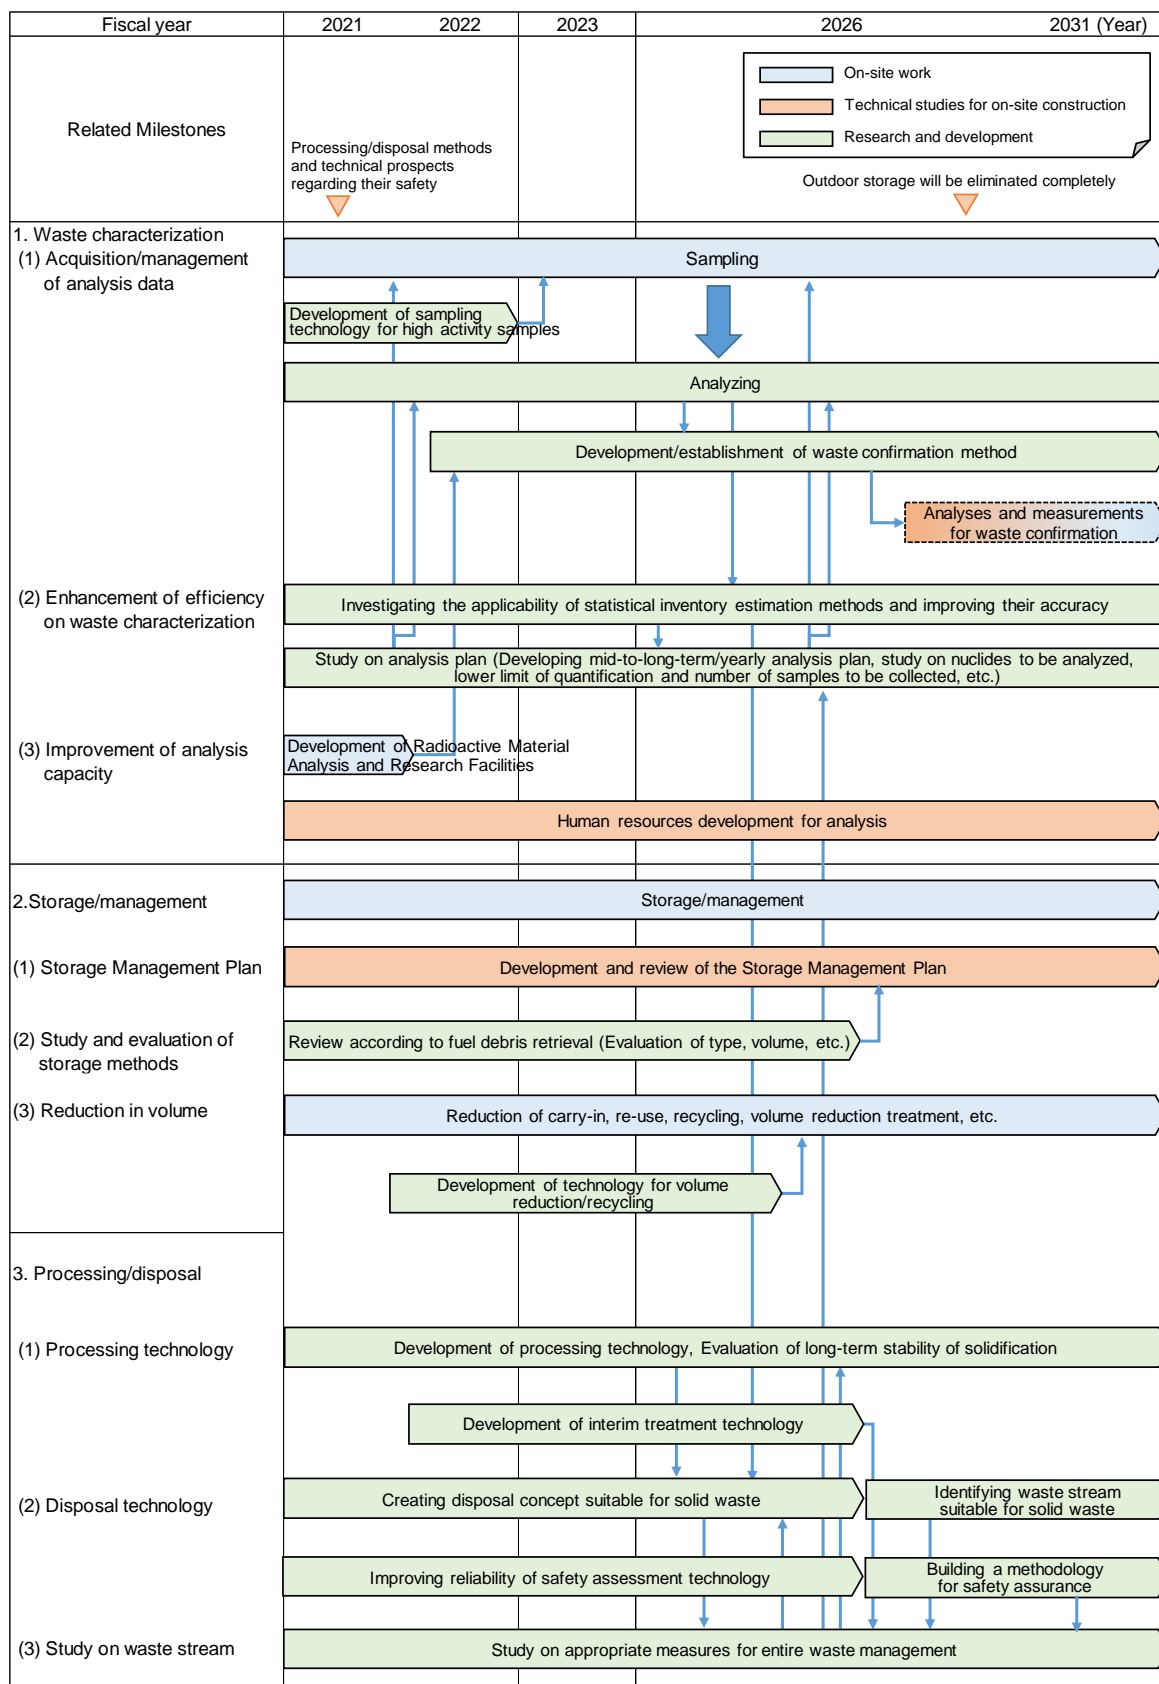 Fiscal year
2021
2022
2023
2026
2031 (Year)
Related Milestones
On-site work
Technical studies for on-site construction
Research and development
Processing/disposal methods
and technical prospects
regarding their safety
Outdoor storage will be eliminated completely
1. Waste characterization
(1) Acquisition/management
of analysis data
Sampling
Development of sampling
technology for high activity samples
Analyzing
Development/establishment of waste confirmation method
Analyses and measurements
for waste confirmation
(2) Enhancement of efficiency
on waste characterization
Investigating the applicability of statistical inventory estimation methods and improving their accuracy
Study on analysis plan (Developing mid-to-long-term/yearly analysis plan, study on nuclides to be analyzed,
lower limit of quantification and number of samples to be collected, etc.)
(3) Improvement of analysis
capacity
Development of Radioactive Material
Analysis and Research Facilities
Human resources development for analysis
2.Storage/management
Storage/management
(1) Storage Management Plan
Development and review of the Storage Management Plan
(2) Study and evaluation of
storage methods
Review according to fuel debris retrieval (Evaluation of type, volume, etc.)
(3) Reduction in volume
Reduction of carry-in, re-use, recycling, volume reduction treatment, etc.
Development of technology for volume
reduction/recycling
3. Processing/disposal
(1) Processing technology
Development of processing technology, Evaluation of long-term stability of solidification
Development of interim treatment technology
(2) Disposal technology
Creating disposal concept suitable for solid waste
Identifying waste stream
suitable for solid waste
Improving reliability of safety assessment technology
Building a methodology
for safety assurance
(3) Study on waste stream
Study on appropriate measures for entire waste management